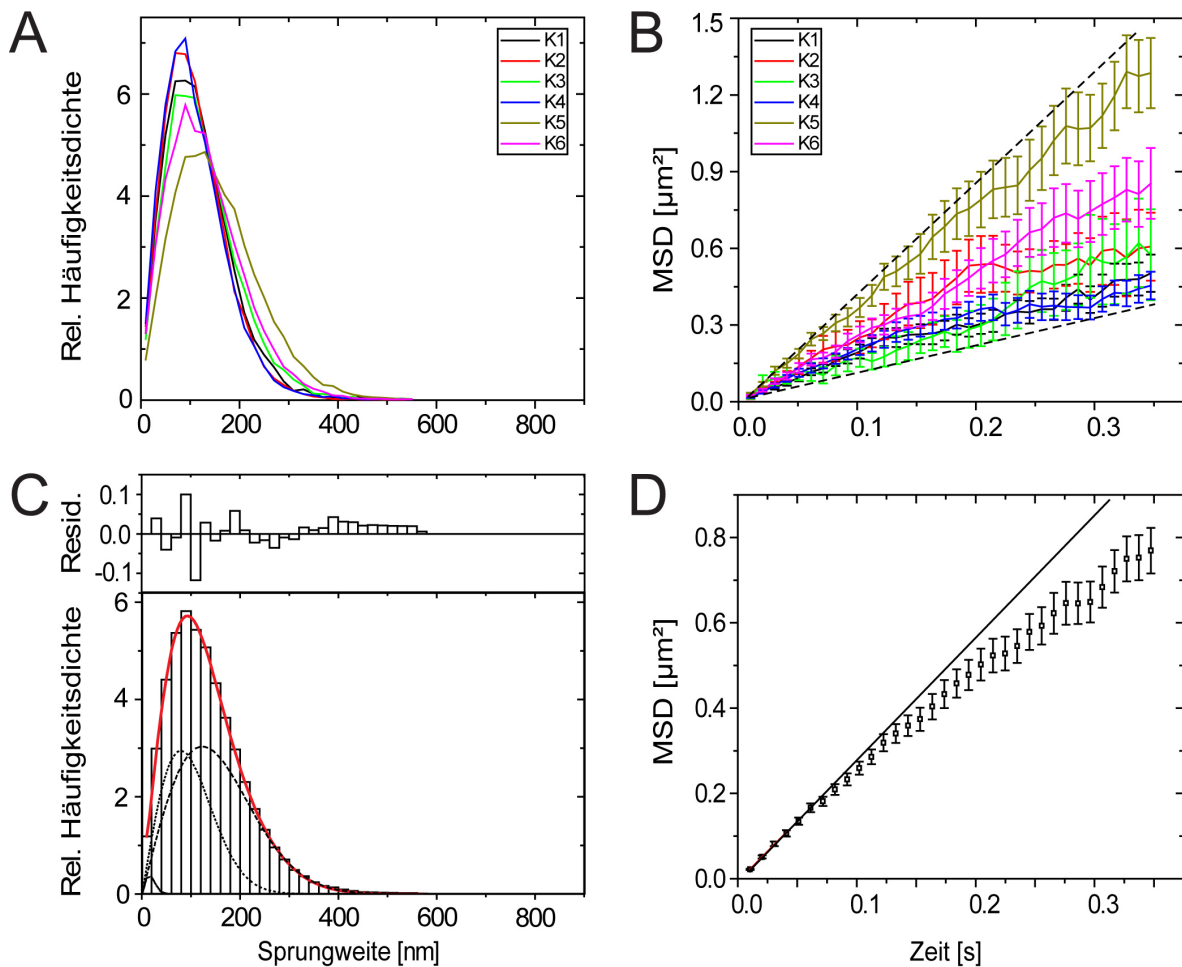 A
Rel. Häufigkeitsdichte
6
4
2
0
0
200
400
600
800
K1
K2
K3
K4
K5
K6
B
MSD [µm²]
1.5
1.2
0.9
0.6
0.3
0.0
0.0
0.1
0.2
0.3
K1
K2
K3
K4
K5
K6
C
Resid.
0.1
0.0
-0.1
Rel. Häufigkeitsdichte
6
4
2
0
0
200
400
600
800
Sprungweite [nm]
D
MSD [µm²]
0.8
0.6
0.4
0.2
0.0
0.0
0.1
0.2
0.3
Zeit [s]